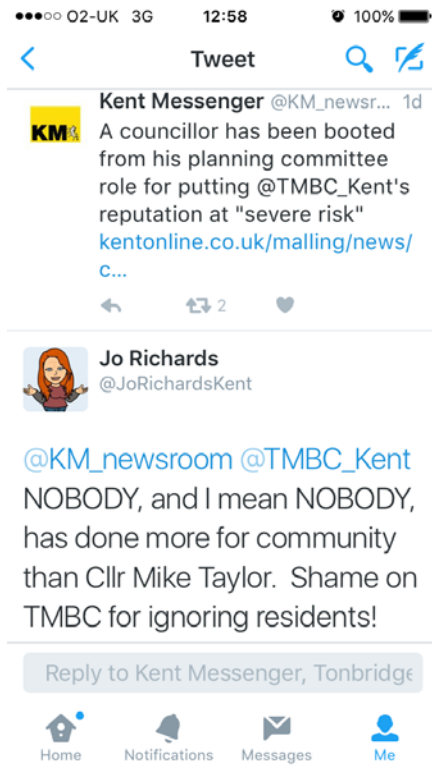 O2-UK 3G 12:58 100%
Tweet
Kent Messenger @KM_newsr... 1d
KM
A councillor has been booted
from his planning committee
role for putting @TMBC_Kent's
reputation at "severe risk"
kentonline.co.uk/malling/news/
c...
2
Jo Richards
@JoRichardsKent
@KM_newsroom @TMBC_Kent
NOBODY, and I mean NOBODY,
has done more for community
than Cllr Mike Taylor. Shame on
TMBC for ignoring residents!
Reply to Kent Messenger, Tonbridge
Home Notifications Messages Me